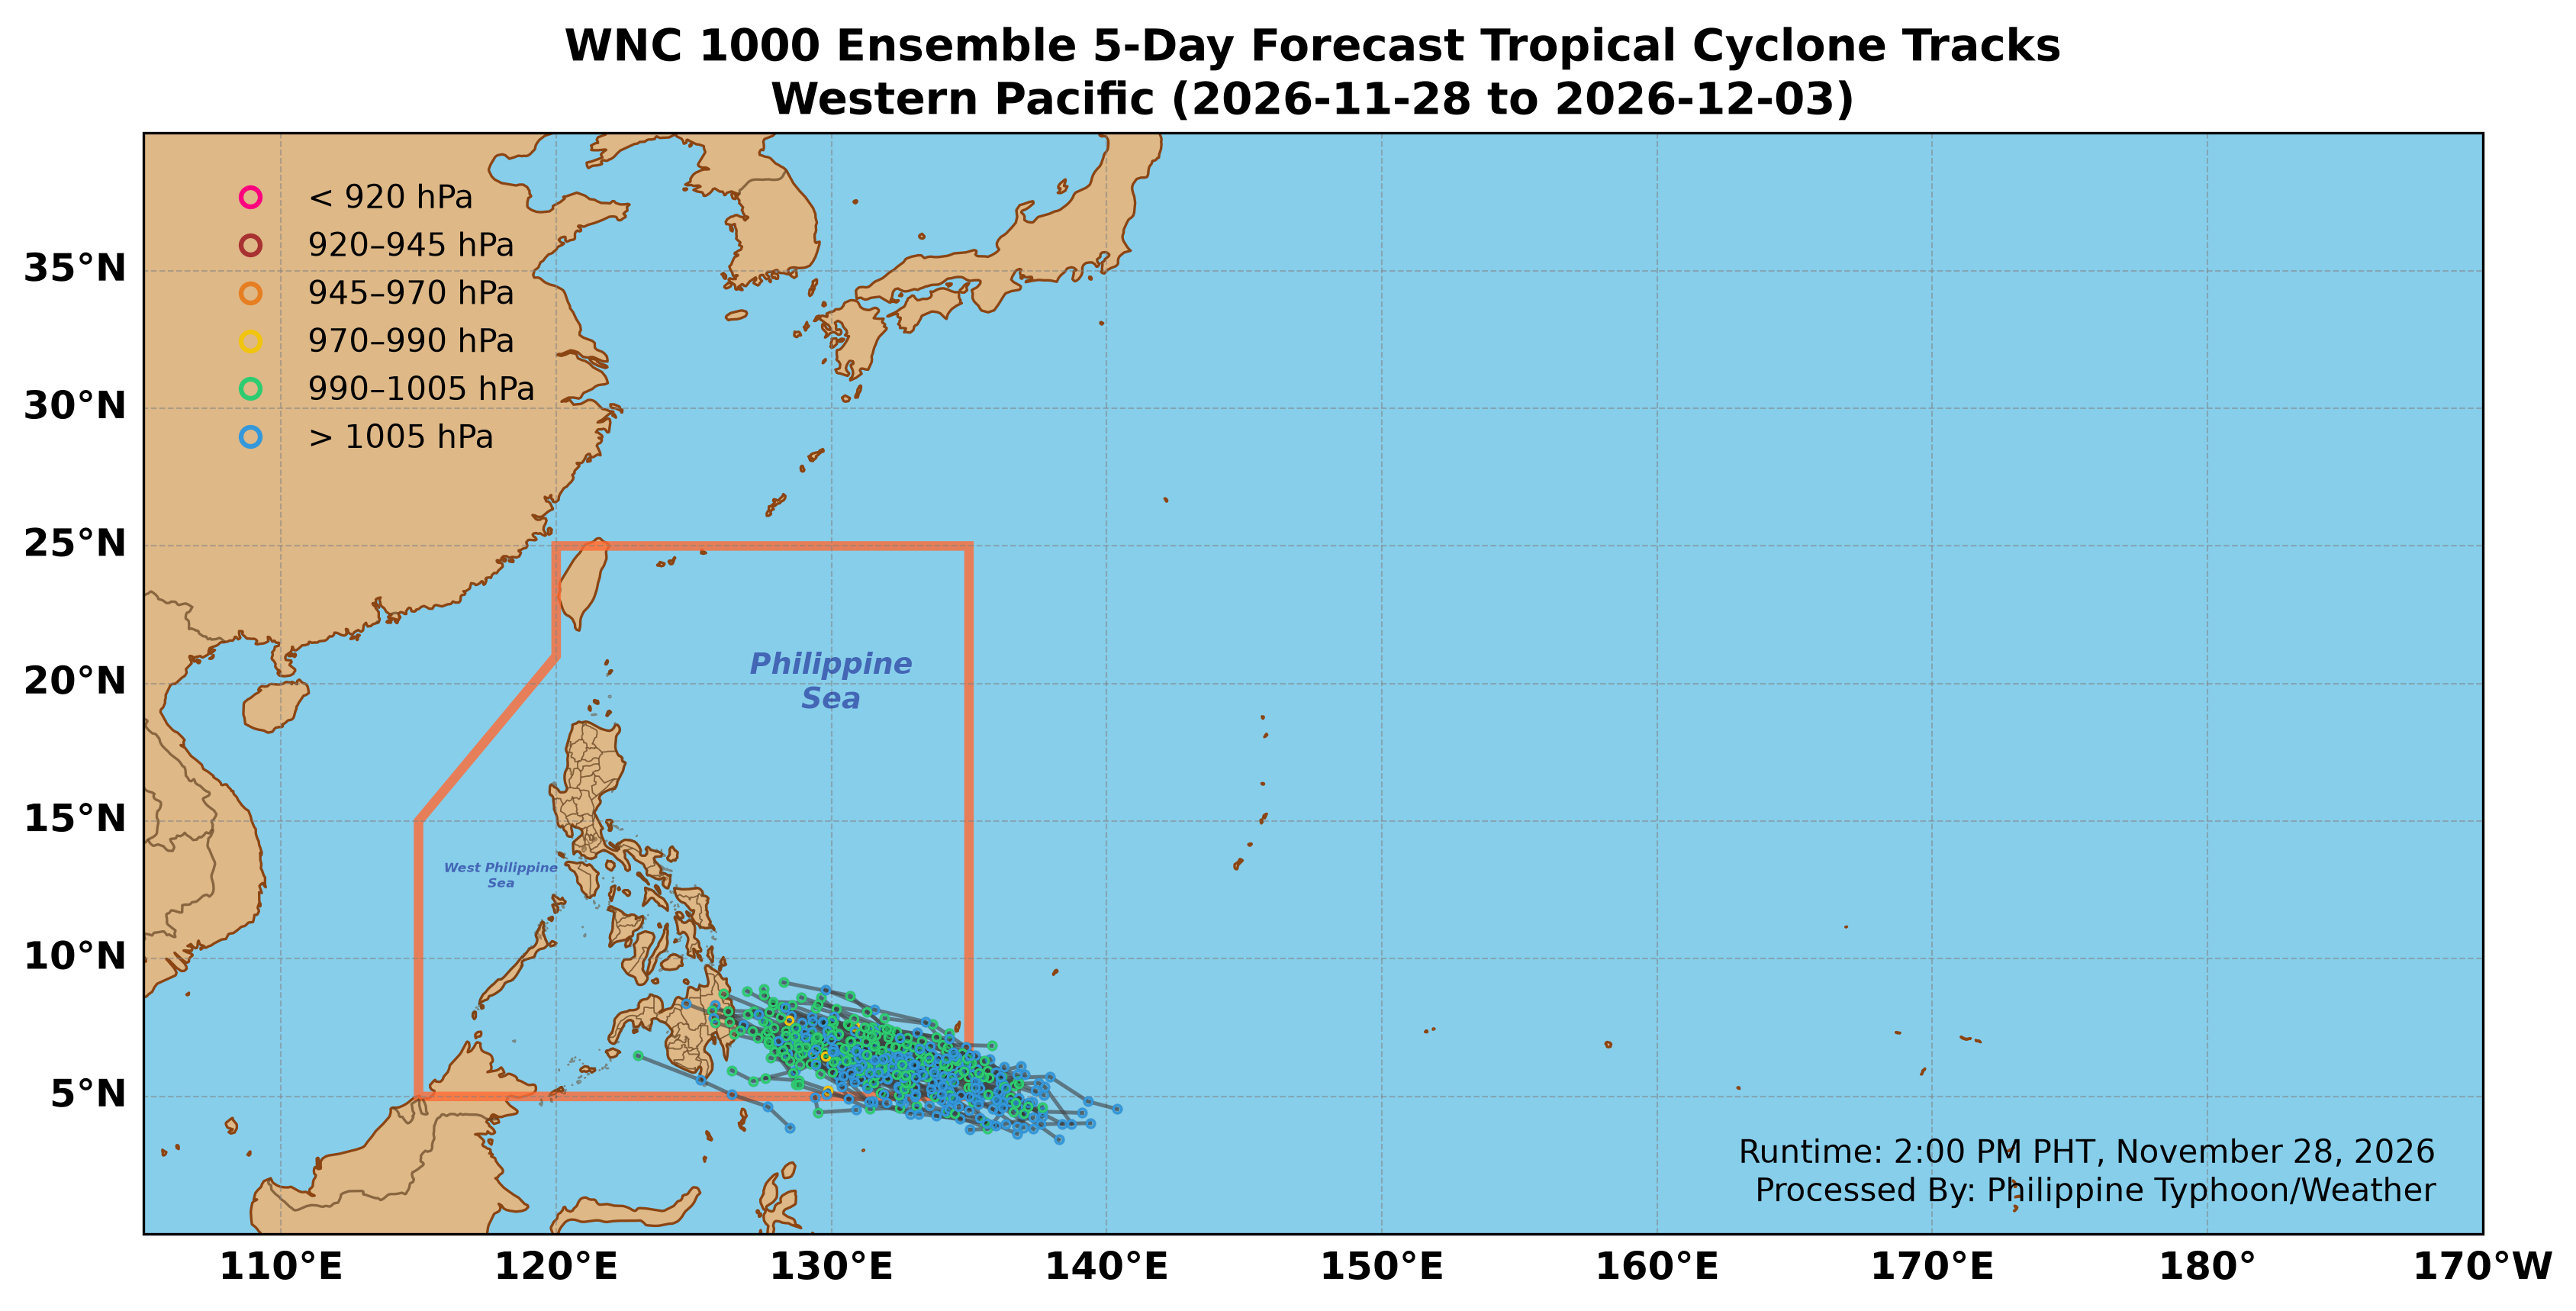 WNC 1000 Ensemble 5-Day Forecast Tropical Cyclone Tracks
Western Pacific (2026-11-28 to 2026-12-03)
< 920 hPa
920–945 hPa
945–970 hPa
970–990 hPa
990–1005 hPa
> 1005 hPa
35°N
30°N
25°N
20°N
15°N
10°N
5°N
Philippine
Sea
West Philippine
Sea
Runtime: 2:00 PM PHT, November 28, 2026
Processed By: Philippine Typhoon/Weather
110°E
120°E
130°E
140°E
150°E
160°E
170°E
180°
170°W